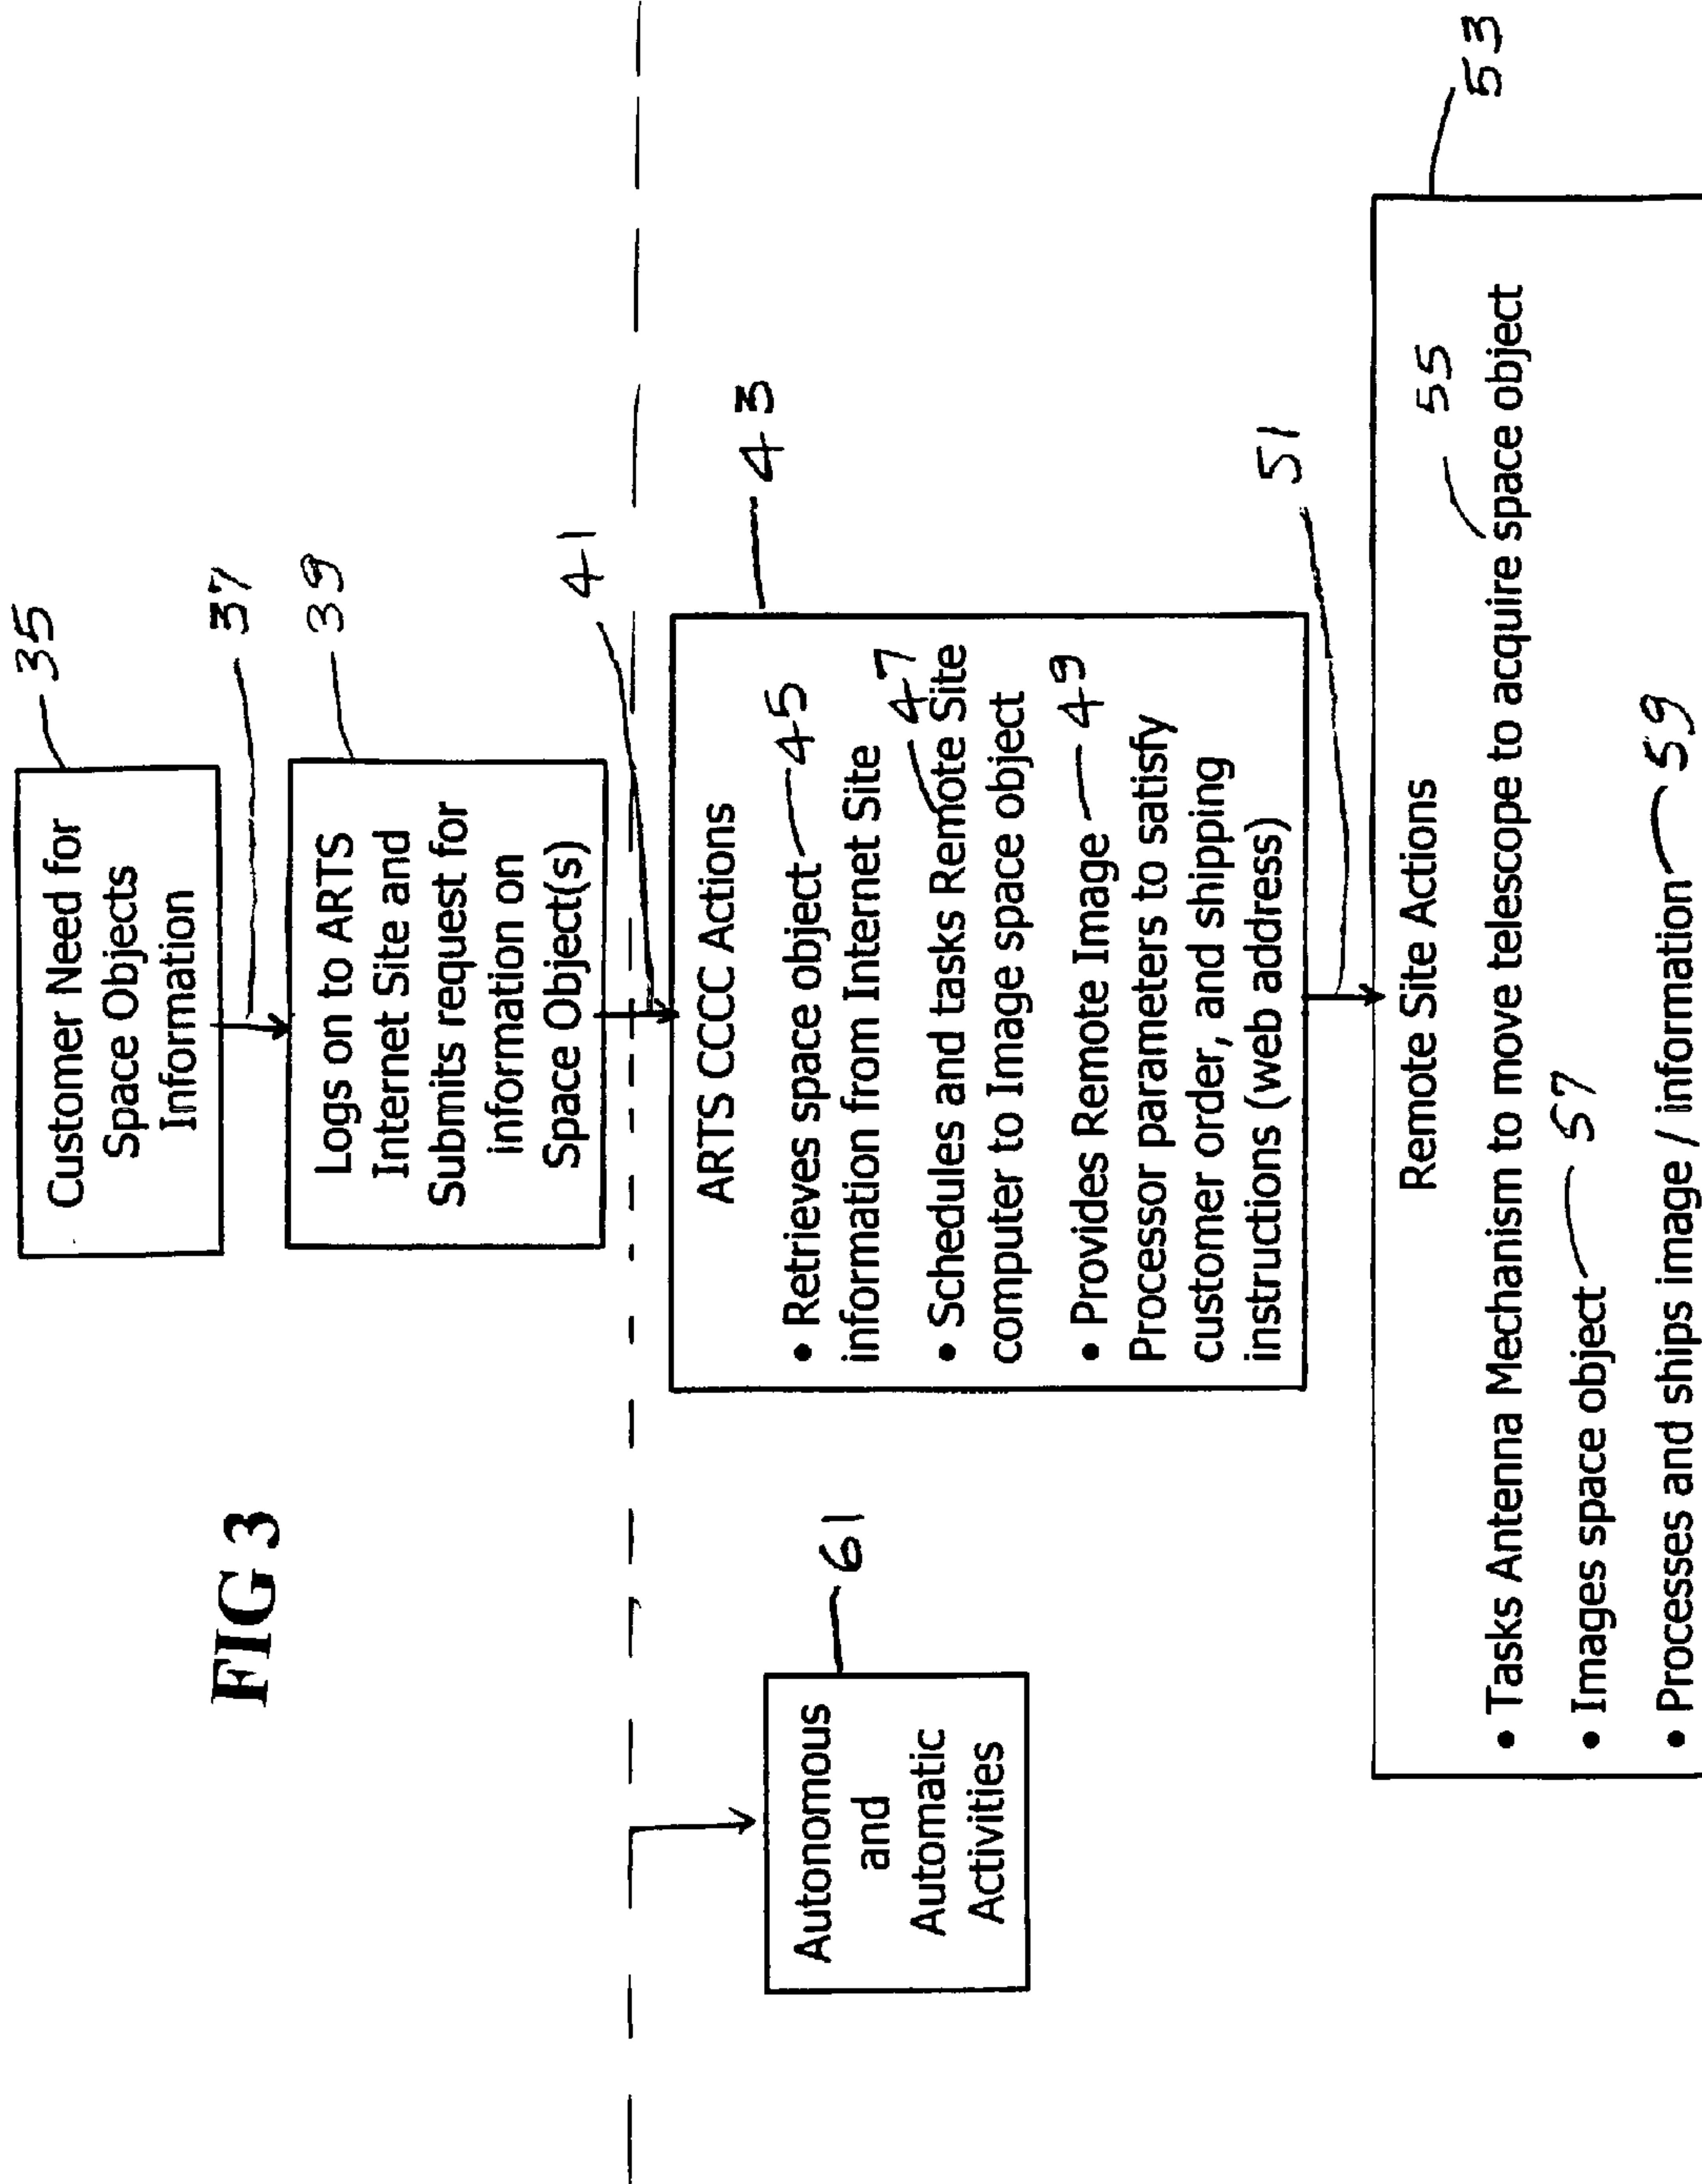 FIG 3
35
Customer Need for
Space Objects
Information
37
39
Logs on to ARTS
Internet Site and
Submits request for
information on
Space Object(s)
41
43
ARTS CCCC Actions
• Retrieves space object 45
information from Internet Site
47
• Schedules and tasks Remote Site
computer to Image space object
• Provides Remote Image 49
Processor parameters to satisfy
customer order, and shipping
instructions (web address)
61
Autonomous
and
Automatic
Activities
51
53
Remote Site Actions
55
• Tasks Antenna Mechanism to move telescope to acquire space object
• Images space object 57
• Processes and ships image / information 59